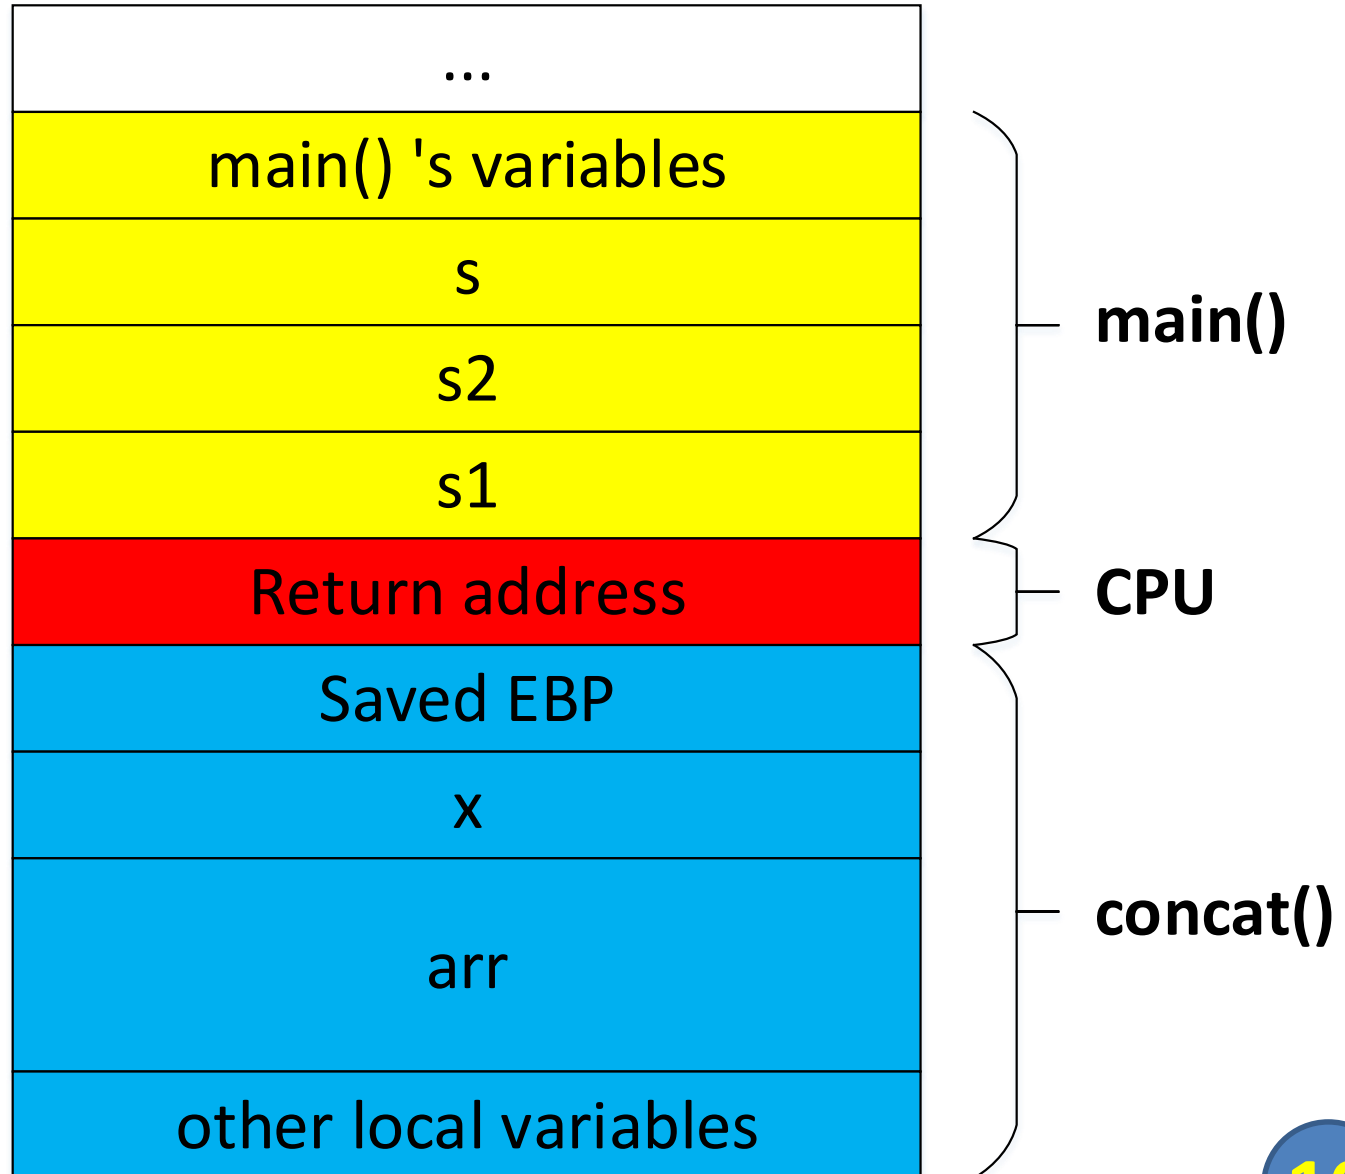 ...
main() 's variables
s
s2
s1
Return address
Saved EBP
x
arr
other local variables
main()
CPU
concat()